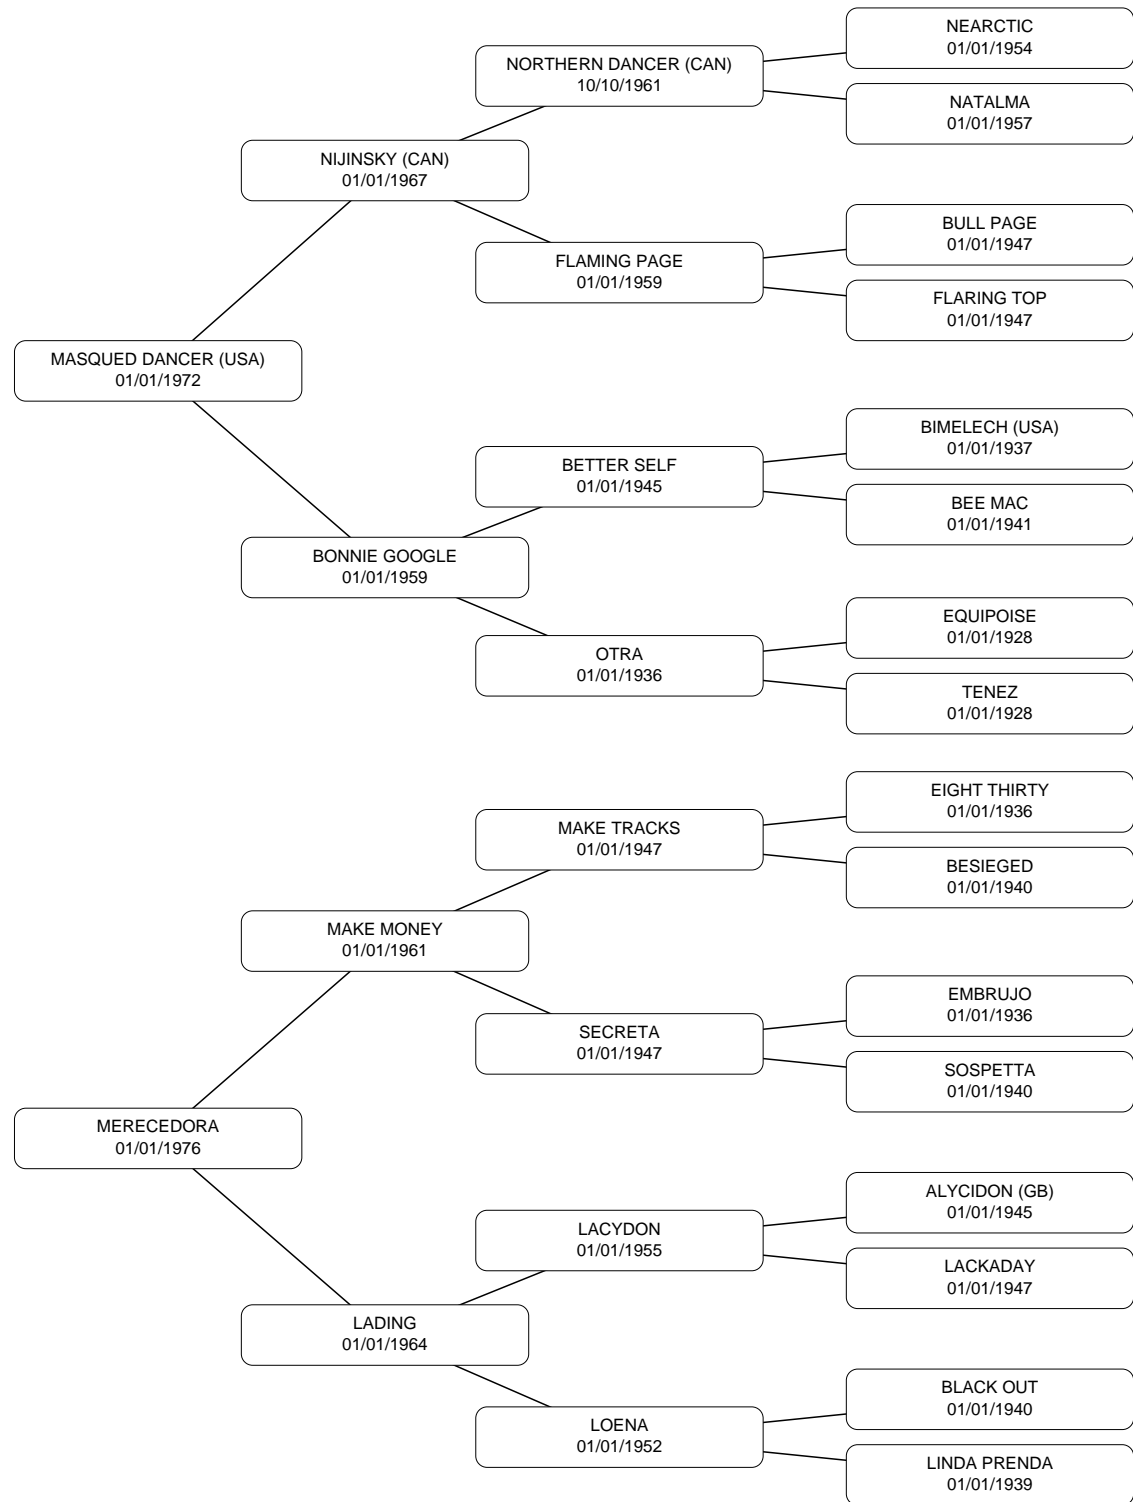 NEARCTIC
01/01/1954
NORTHERN DANCER (CAN)
10/10/1961
NATALMA
01/01/1957
NIJINSKY (CAN)
01/01/1967
BULL PAGE
01/01/1947
FLAMING PAGE
01/01/1959
FLARING TOP
01/01/1947
MASQUED DANCER (USA)
01/01/1972
BIMELECH (USA)
01/01/1937
BETTER SELF
01/01/1945
BEE MAC
01/01/1941
BONNIE GOOGLE
01/01/1959
EQUIPOISE
01/01/1928
OTRA
01/01/1936
TENEZ
01/01/1928
EIGHT THIRTY
01/01/1936
MAKE TRACKS
01/01/1947
BESIEGED
01/01/1940
MAKE MONEY
01/01/1961
EMBRUJO
01/01/1936
SECRETA
01/01/1947
SOSPETTA
01/01/1940
MERECEDORA
01/01/1976
ALYCIDON (GB)
01/01/1945
LACYDON
01/01/1955
LACKADAY
01/01/1947
LADING
01/01/1964
BLACK OUT
01/01/1940
LOENA
01/01/1952
LINDA PRENDA
01/01/1939